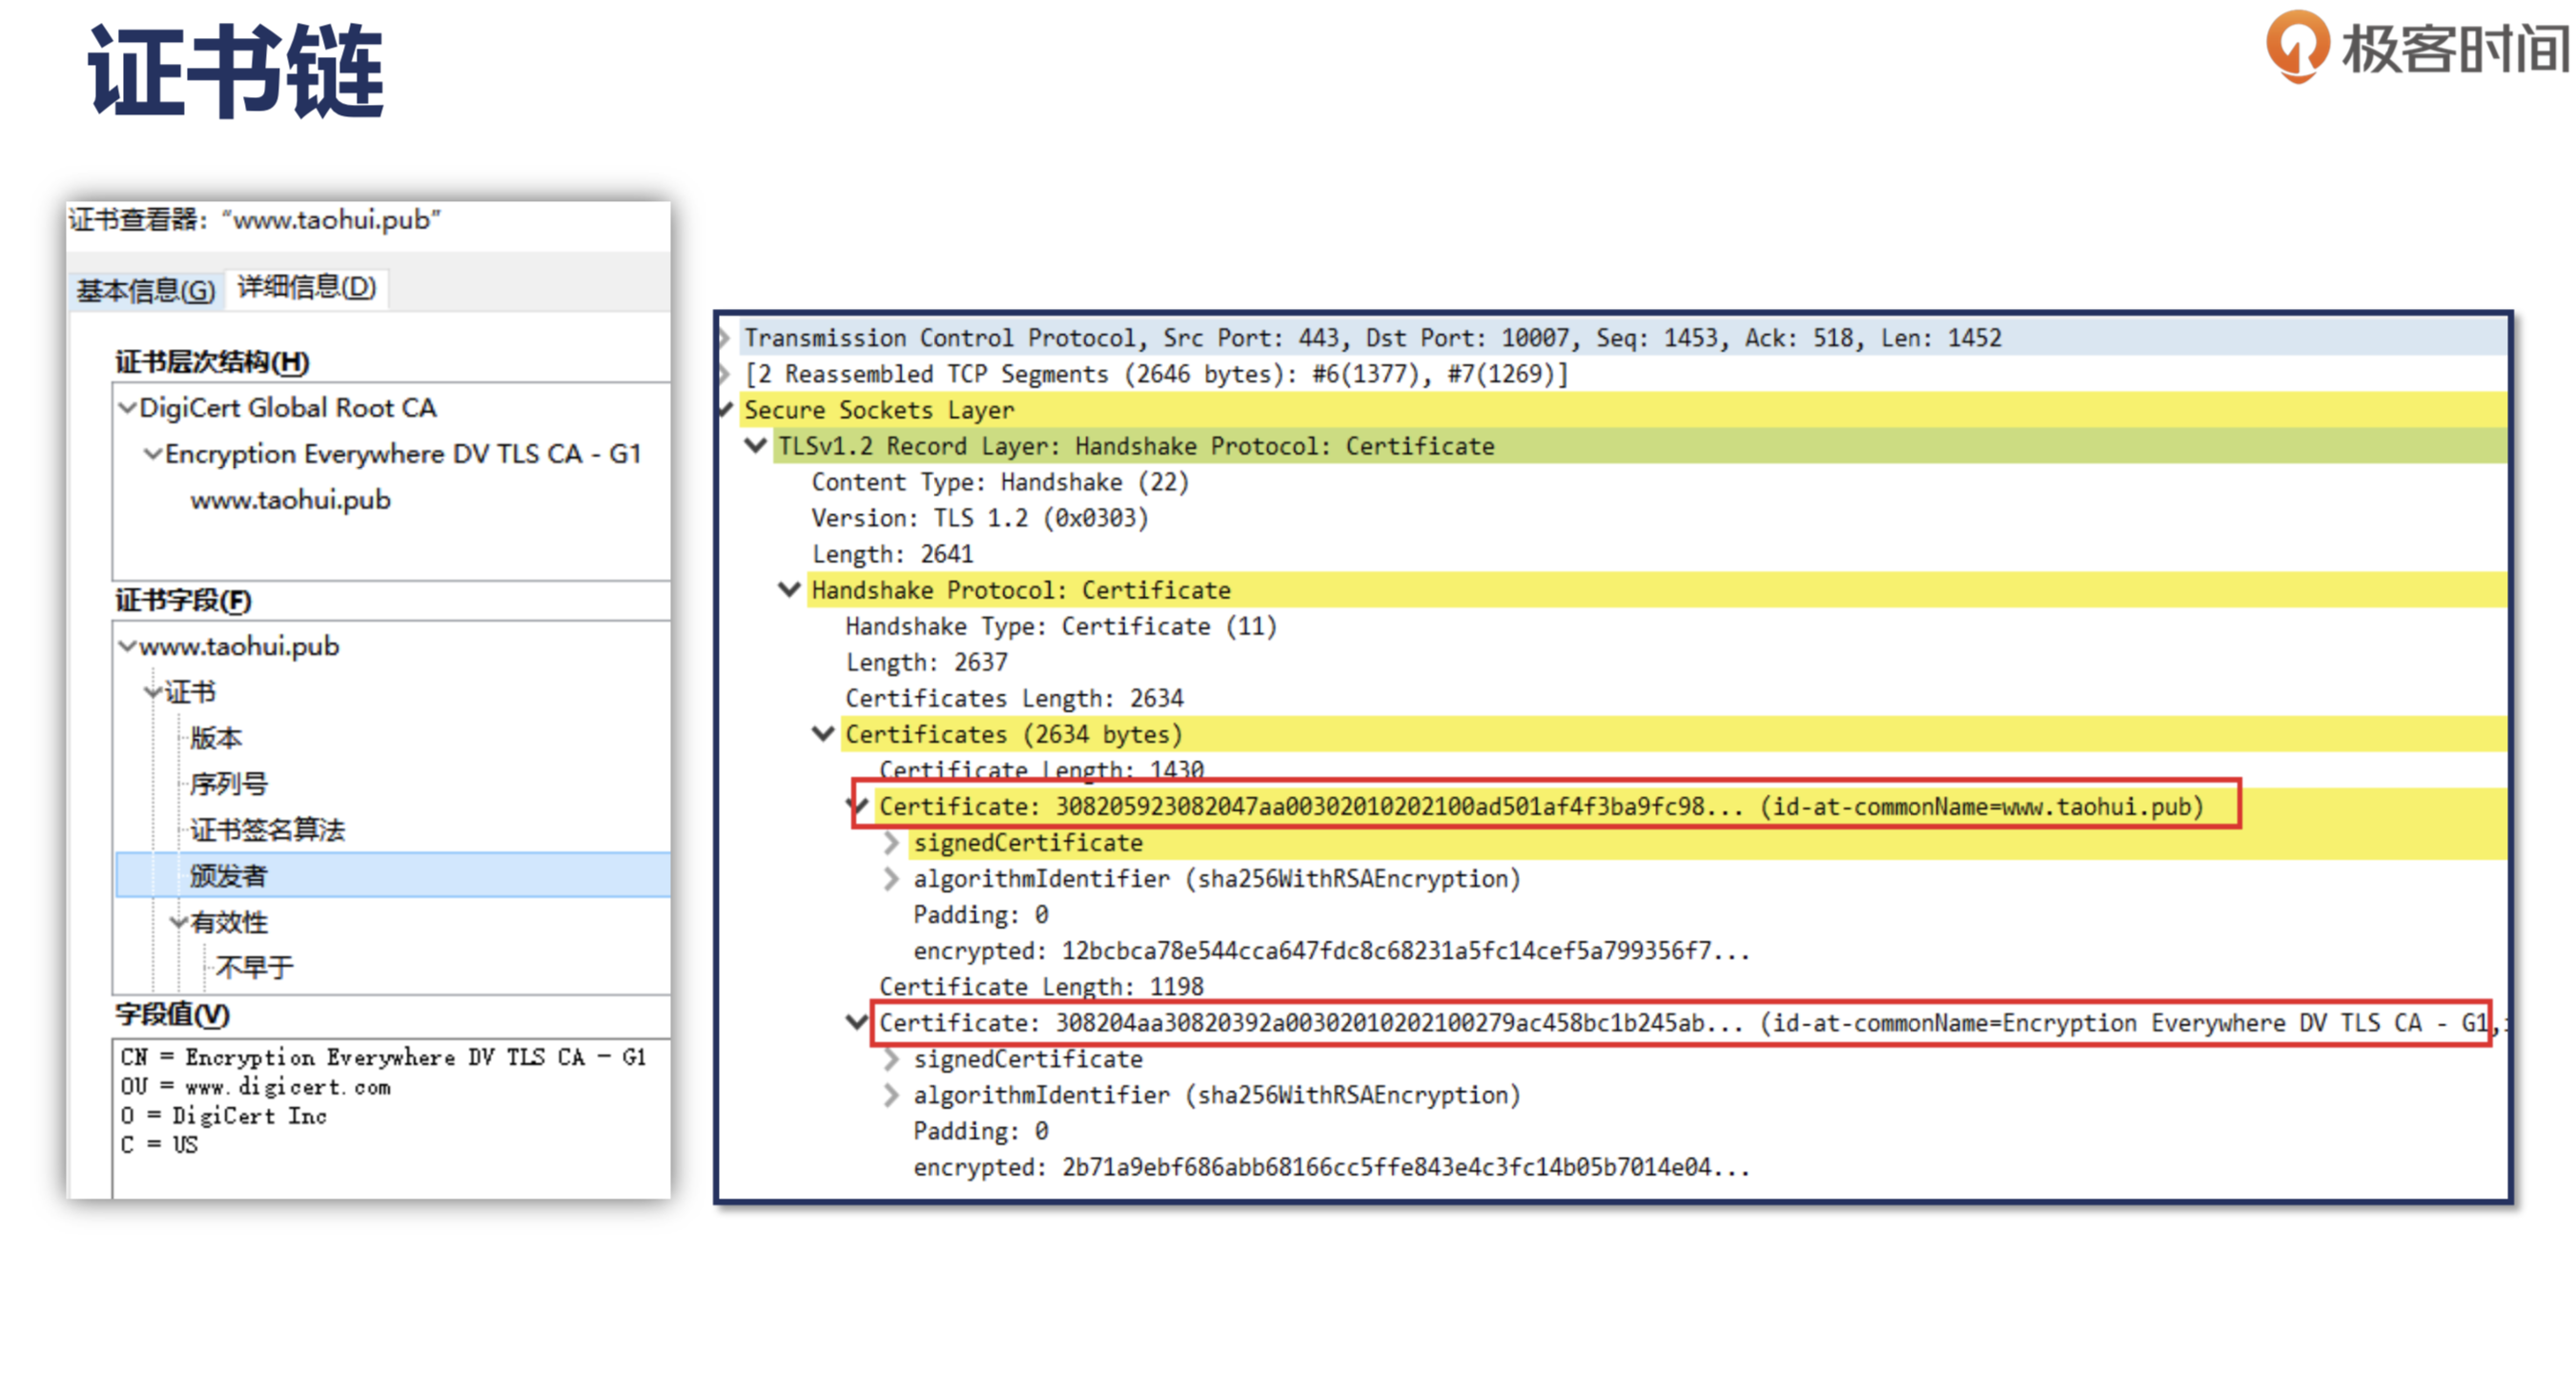 证书链
极客时间
证书查看器：“www.taohui.pub”
基本信息(G) 详细信息(D)
证书层次结构(H)
DigiCert Global Root CA
Encryption Everywhere DV TLS CA - G1
www.taohui.pub
证书字段(F)
www.taohui.pub
证书
版本
序列号
证书签名算法
颁发者
有效性
不早于
字段值(V)
CN = Encryption Everywhere DV TLS CA - G1
OU = www.digicert.com
O = DigiCert Inc
C = US
Transmission Control Protocol, Src Port: 443, Dst Port: 10007, Seq: 1453, Ack: 518, Len: 1452
[2 Reassembled TCP Segments (2646 bytes): #6(1377), #7(1269)]
Secure Sockets Layer
TLSv1.2 Record Layer: Handshake Protocol: Certificate
Content Type: Handshake (22)
Version: TLS 1.2 (0x0303)
Length: 2641
Handshake Protocol: Certificate
Handshake Type: Certificate (11)
Length: 2637
Certificates Length: 2634
Certificates (2634 bytes)
Certificate Length: 1430
Certificate: 308205923082047aa00302010202100ad501af4f3ba9fc98... (id-at-commonName=www.taohui.pub)
signedCertificate
algorithmIdentifier (sha256WithRSAEncryption)
Padding: 0
encrypted: 12bcbca78e544cca647fdc8c68231a5fc14cef5a799356f7...
Certificate Length: 1198
Certificate: 308204aa30820392a00302010202100279ac458bc1b245ab... (id-at-commonName=Encryption Everywhere DV TLS CA - G1,
signedCertificate
algorithmIdentifier (sha256WithRSAEncryption)
Padding: 0
encrypted: 2b71a9ebf686abb68166cc5ffe843e4c3fc14b05b7014e04...